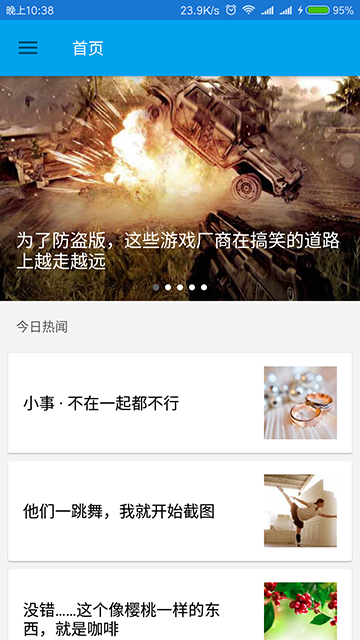 晚上10:38
23.9K/s
95%
首页
为了防盗版，这些游戏厂商在搞笑的道路
上越走越远
今日热闻
小事 · 不在一起都不行
他们一跳舞，我就开始截图
没错……这个像樱桃一样的东
西，就是咖啡